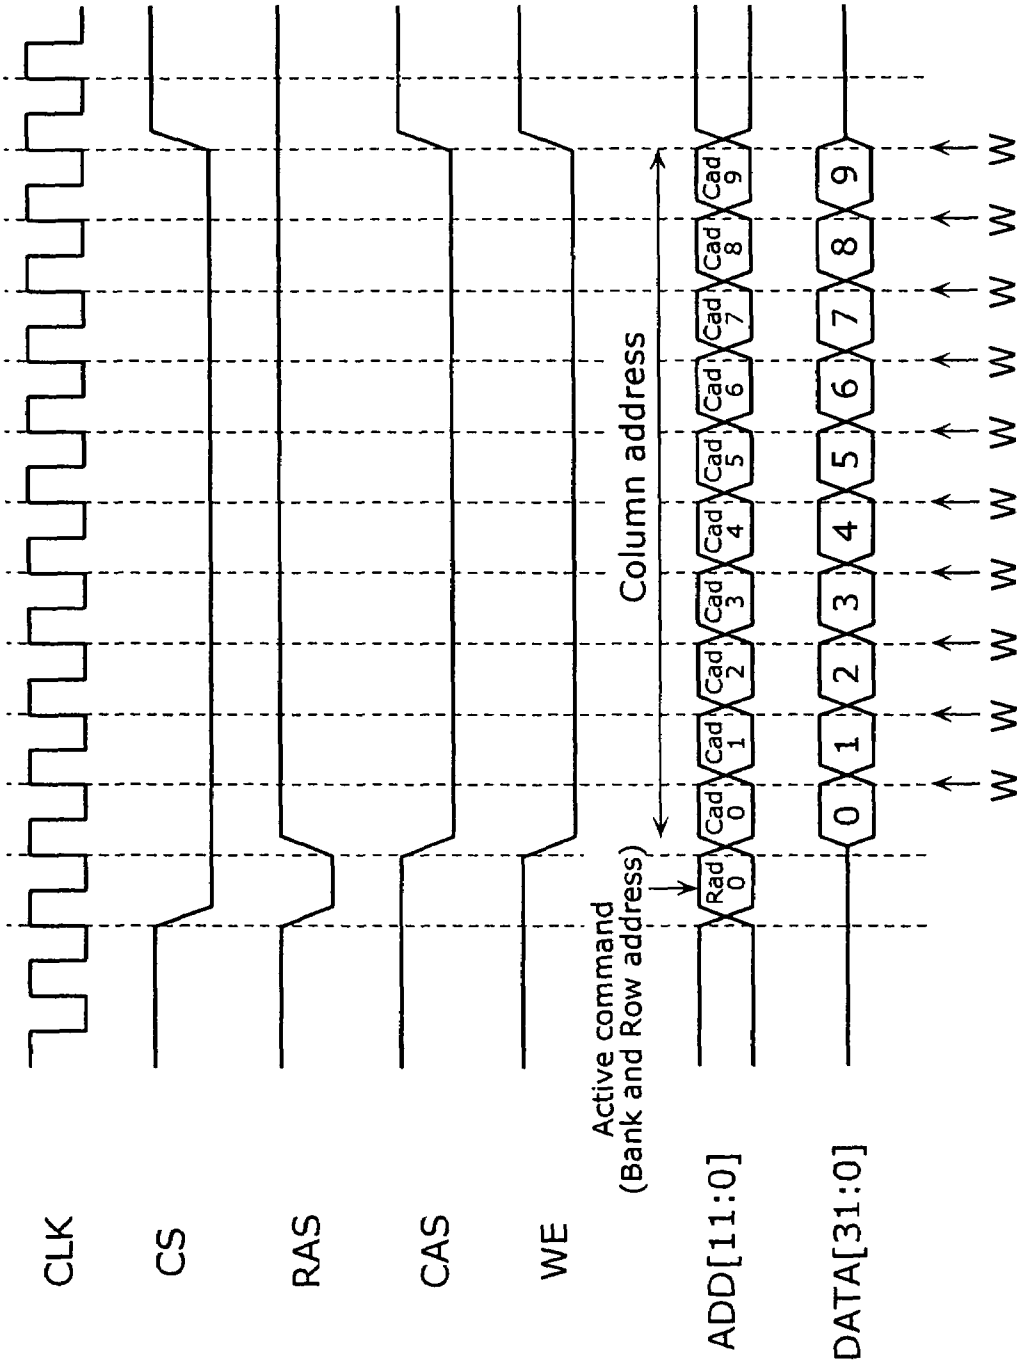 CLK
CS
RAS
CAS
WE
Active command
(Bank and Row address)
Column address
ADD[11:0]
Rad
0
Cad
0
Cad
1
Cad
2
Cad
3
Cad
4
Cad
5
Cad
6
Cad
7
Cad
8
Cad
9
DATA[31:0]
0 1 2 3 4 5 6 7 8 9
W W W W W W W W W W